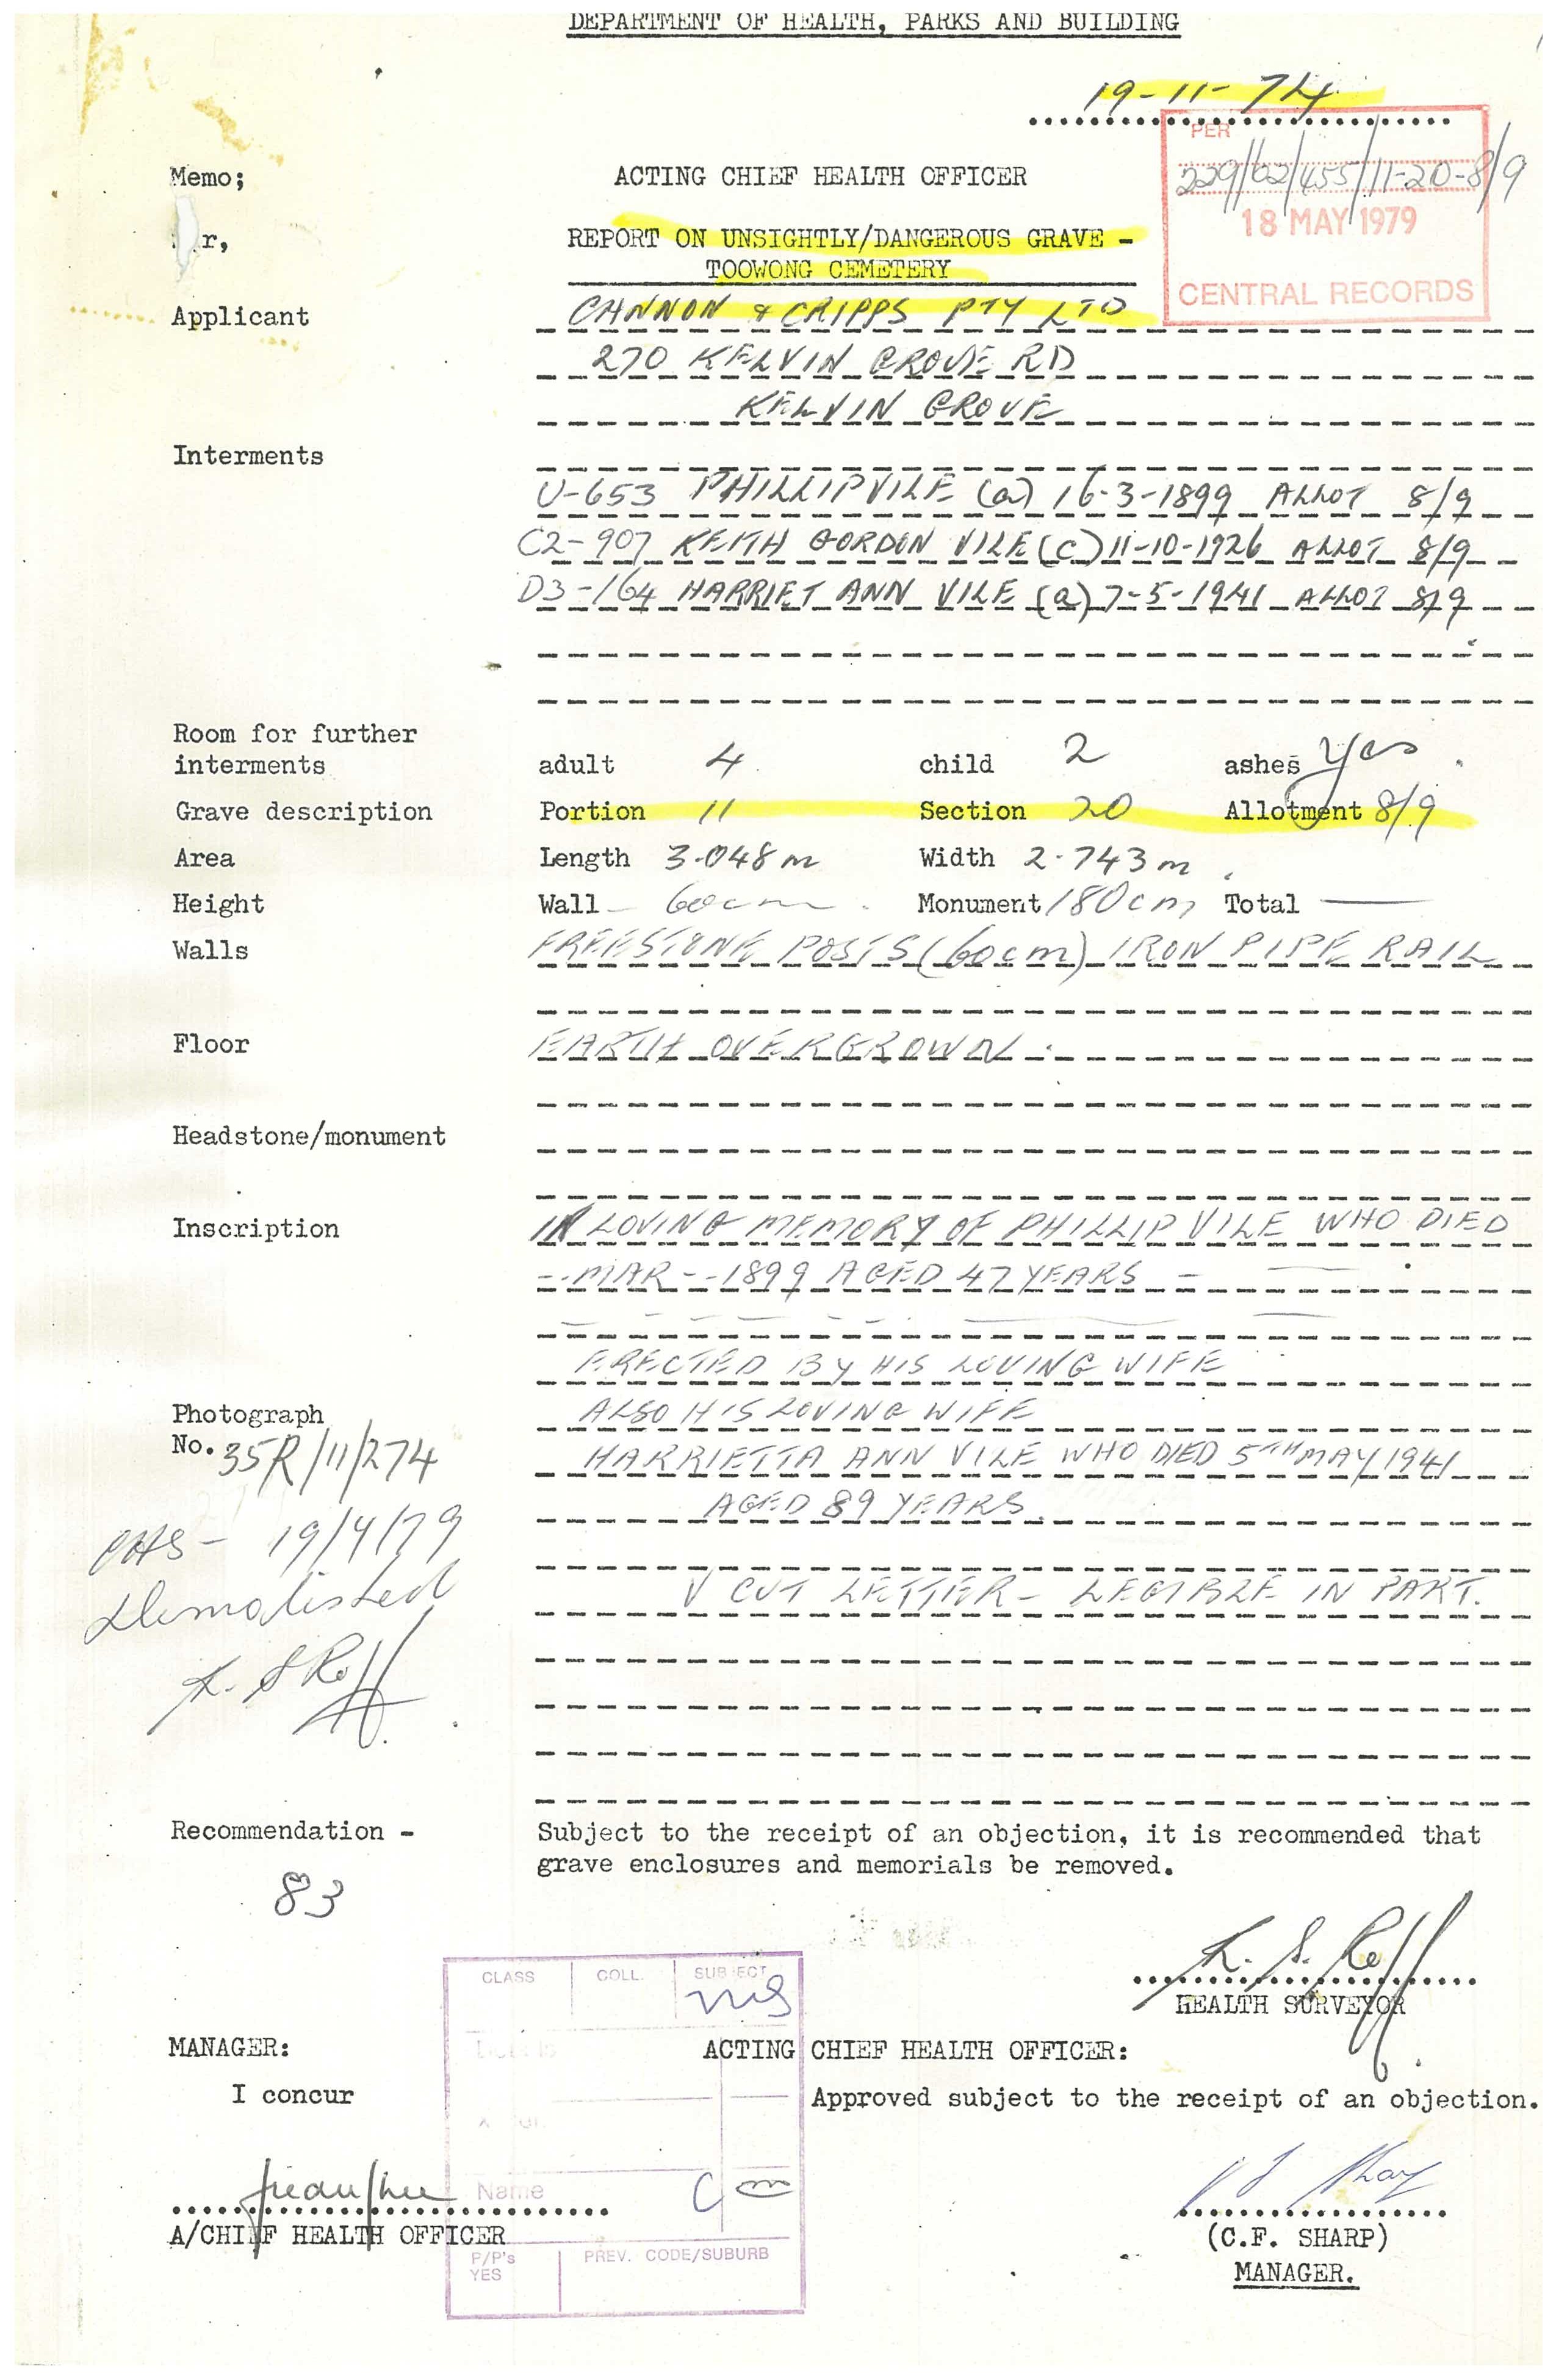 DEPARTMENT OF HEALTH, PARKS AND BUILDING
19-11-74
PER
229/62/455/11-20-8/9
18 MAY 1979
CENTRAL RECORDS
Memo;
ACTING CHIEF HEALTH OFFICER
r,
REPORT ON UNSIGHTLY/DANGEROUS GRAVE -
TOOWONG CEMETERY
Applicant
CANNON & CRIPPS PTY LTD
270 KELVIN GROVE RD
KELVIN GROVE
Interments
U-653 PHILLIP VILE (a) 16-3-1899 ALLOT 8/9
C2-907 KEITH GORDON VILE (c) 11-10-1926 ALLOT 8/9
D3-164 HARRIET ANN VILE (a) 7-5-1941 ALLOT 8/9
Room for further
interments adult 4 child 2 ashes Yes
Grave description Portion 11 Section 20 Allotment 8/9
Area Length 3.048m Width 2.743m
Height Wall 60cm Monument 180cm Total —
Walls FREESTONE POSTS (60cm) IRON PIPE RAIL
Floor EARTH OVERGROWN.
Headstone/monument
Inscription IN LOVING MEMORY OF PHILLIP VILE WHO DIED
-- MAR -- 1899 AGED 47 YEARS -
ERECTED BY HIS LOVING WIFE
ALSO HIS LOVING WIFE
HARRIETTA ANN VILE WHO DIED 5TH MAY 1941
AGED 89 YEARS.
V CUT LETTER - LEGIBLE IN PART.
Photograph
No. 35R/11/274
19/4/79
Demolished
Recommendation -
Subject to the receipt of an objection, it is recommended that
grave enclosures and memorials be removed.
83
HEALTH SURVEYOR
CLASS COLL. SUBJECT
MANAGER:
ACTING CHIEF HEALTH OFFICER:
I concur
Approved subject to the receipt of an objection.
Name
A/CHIEF HEALTH OFFICER
(C.F. SHARP)
MANAGER.
P/P's
YES
PREV. CODE/SUBURB